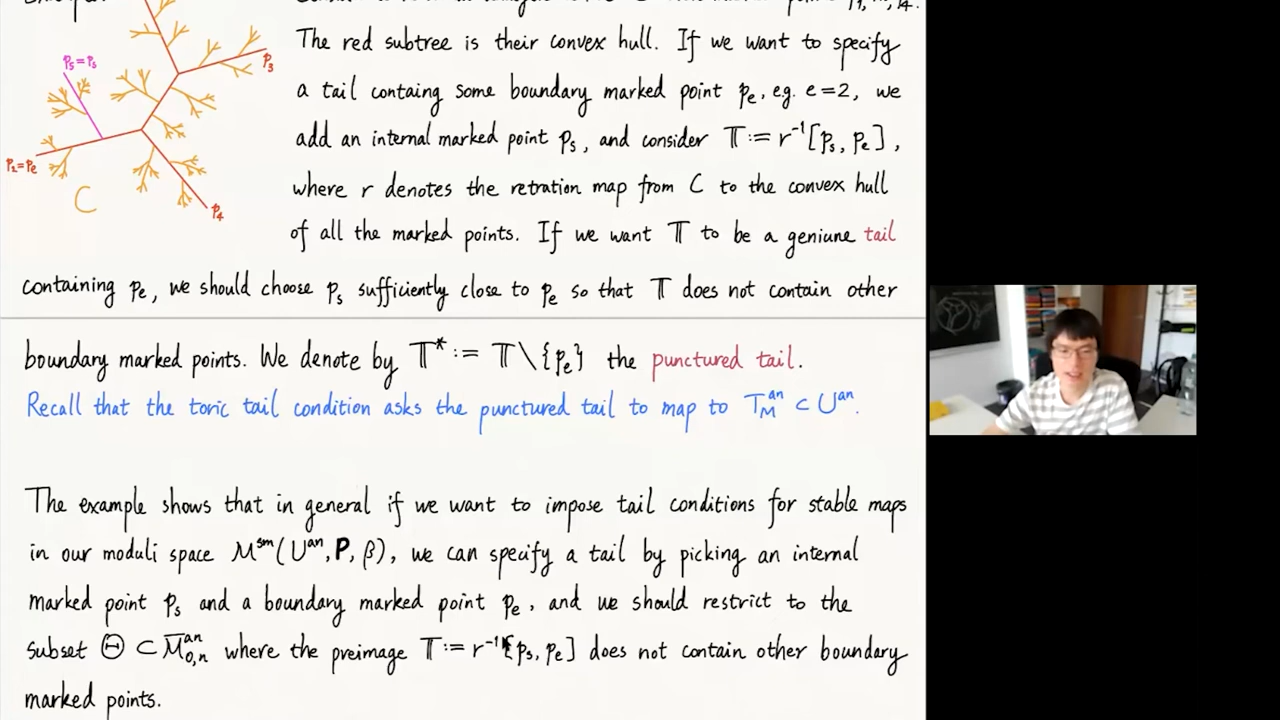 The red subtree is their convex hull. If we want to specify
p₅=pₛ
p₃
a tail containg some boundary marked point pₑ, eg. e=2, we
add an internal marked point pₛ, and consider 𝕋 := r⁻¹[pₛ, pₑ],
p₂=pₑ
where r denotes the retration map from C to the convex hull
C
p₄
of all the marked points. If we want 𝕋 to be a geniune tail
containing pₑ, we should choose pₛ sufficiently close to pₑ so that 𝕋 does not contain other
boundary marked points. We denote by 𝕋* := 𝕋 \ {pₑ} the punctured tail.
Recall that the toric tail condition asks the punctured tail to map to T_M^an ⊂ U^an.
The example shows that in general if we want to impose tail conditions for stable maps
in our moduli space M^sm(U^an, P, β), we can specify a tail by picking an internal
marked point pₛ and a boundary marked point pₑ, and we should restrict to the
subset Θ ⊂ M̅_{0,n}^an where the preimage 𝕋 := r⁻¹[pₛ, pₑ] does not contain other boundary
marked points.